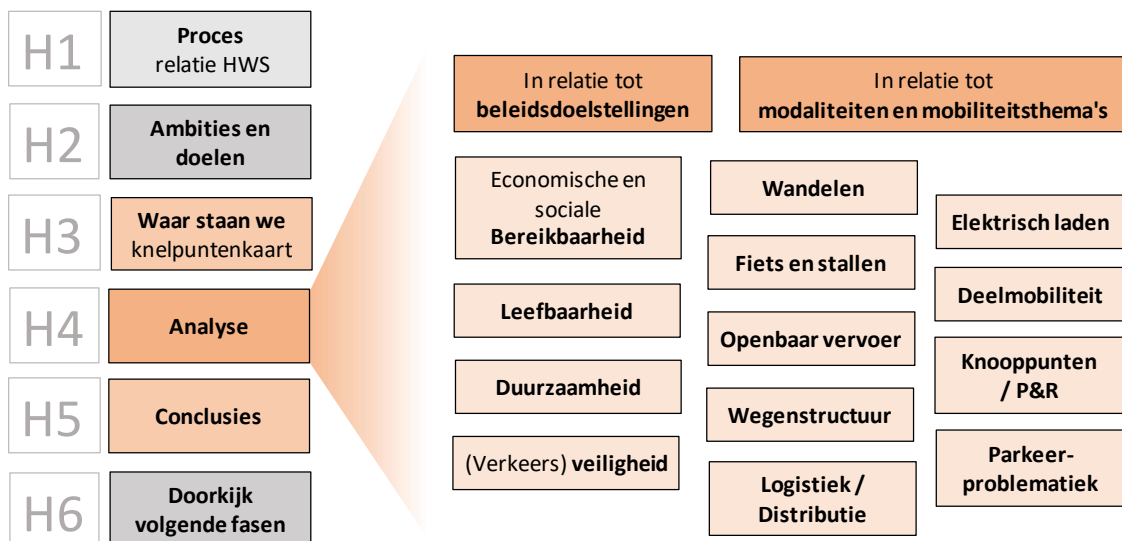 H1
Proces
relatie HWS
H2
Ambities en
doelen
H3
Waar staan we
knelpuntenkaart
H4
Analyse
H5
Conclusies
H6
Doorkijk
volgende fasen
In relatie tot
beleidsdoelstellingen
Economische en
sociale
Bereikbaarheid
Leefbaarheid
Duurzaamheid
(Verkeers) veiligheid
In relatie tot
modaliteiten en mobiliteitsthema's
Wandelen
Fiets en stallen
Openbaar vervoer
Wegenstructuur
Logistiek /
Distributie
Elektrisch laden
Deelmobiliteit
Knooppunten
/ P&R
Parkeer-
problematiek